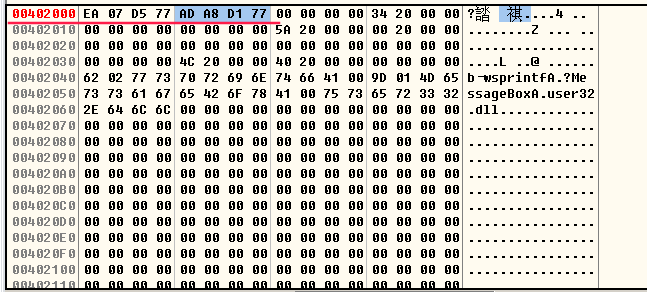 00402000 EA 07 D5 77 AD A8 D1 77 00 00 00 00 34 20 00 00 ? ....4 ..
00402010 00 00 00 00 00 00 00 00 5A 20 00 00 00 20 00 00 ........Z ... ..
00402020 00 00 00 00 00 00 00 00 00 00 00 00 00 00 00 00 ................
00402030 00 00 00 00 4C 20 00 00 40 20 00 00 00 00 00 00 ....L ..@ ......
00402040 62 02 77 73 70 72 69 6E 74 66 41 00 9D 01 4D 65 b¬wsprintfA.?Me
00402050 73 73 61 67 65 42 6F 78 41 00 75 73 65 72 33 32 ssageBoxA.user32
00402060 2E 64 6C 6C 00 00 00 00 00 00 00 00 00 00 00 00 .dll............
00402070 00 00 00 00 00 00 00 00 00 00 00 00 00 00 00 00 ................
00402080 00 00 00 00 00 00 00 00 00 00 00 00 00 00 00 00 ................
00402090 00 00 00 00 00 00 00 00 00 00 00 00 00 00 00 00 ................
004020A0 00 00 00 00 00 00 00 00 00 00 00 00 00 00 00 00 ................
004020B0 00 00 00 00 00 00 00 00 00 00 00 00 00 00 00 00 ................
004020C0 00 00 00 00 00 00 00 00 00 00 00 00 00 00 00 00 ................
004020D0 00 00 00 00 00 00 00 00 00 00 00 00 00 00 00 00 ................
004020E0 00 00 00 00 00 00 00 00 00 00 00 00 00 00 00 00 ................
004020F0 00 00 00 00 00 00 00 00 00 00 00 00 00 00 00 00 ................
00402100 00 00 00 00 00 00 00 00 00 00 00 00 00 00 00 00 ................
00402110 00 00 00 00 00 00 00 00 00 00 00 00 00 00 00 00 ................